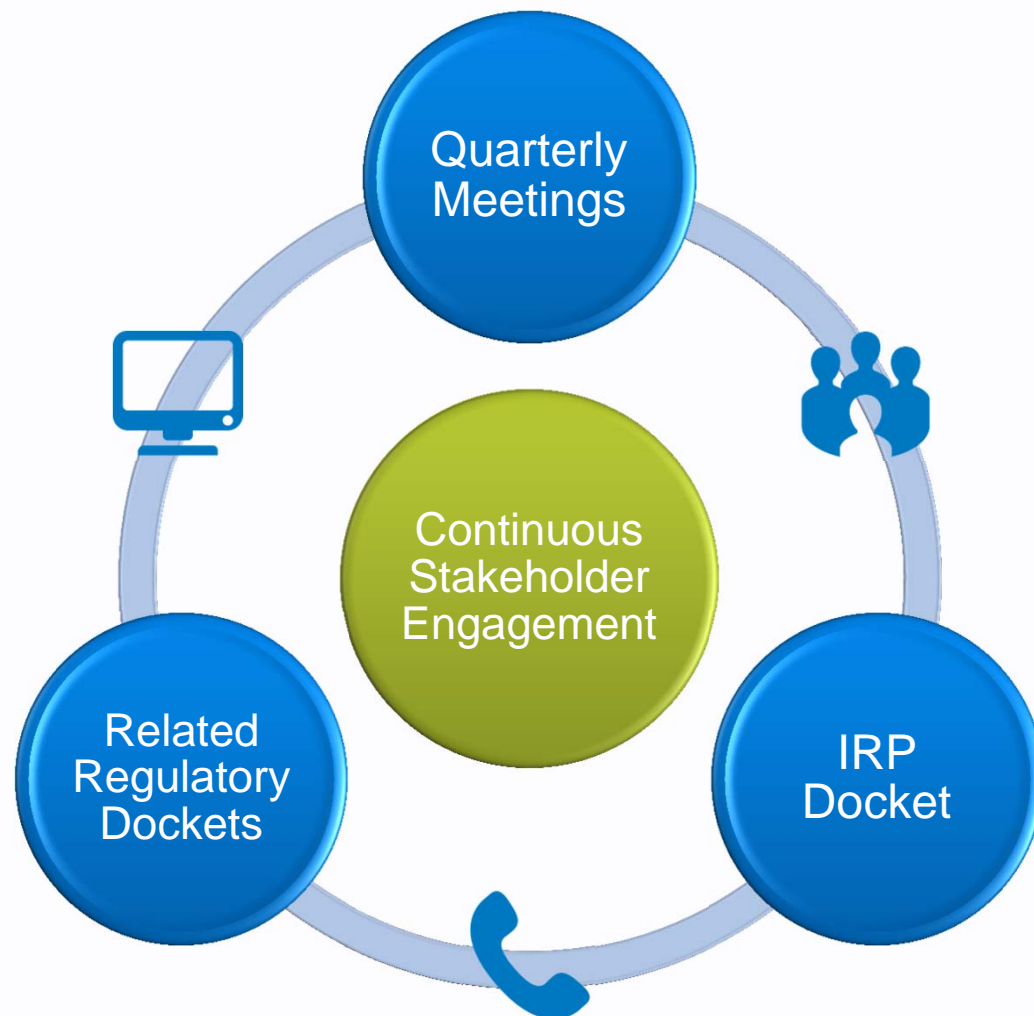 Quarterly
Meetings
Continuous
Stakeholder
Engagement
Related
Regulatory
Dockets
IRP
Docket